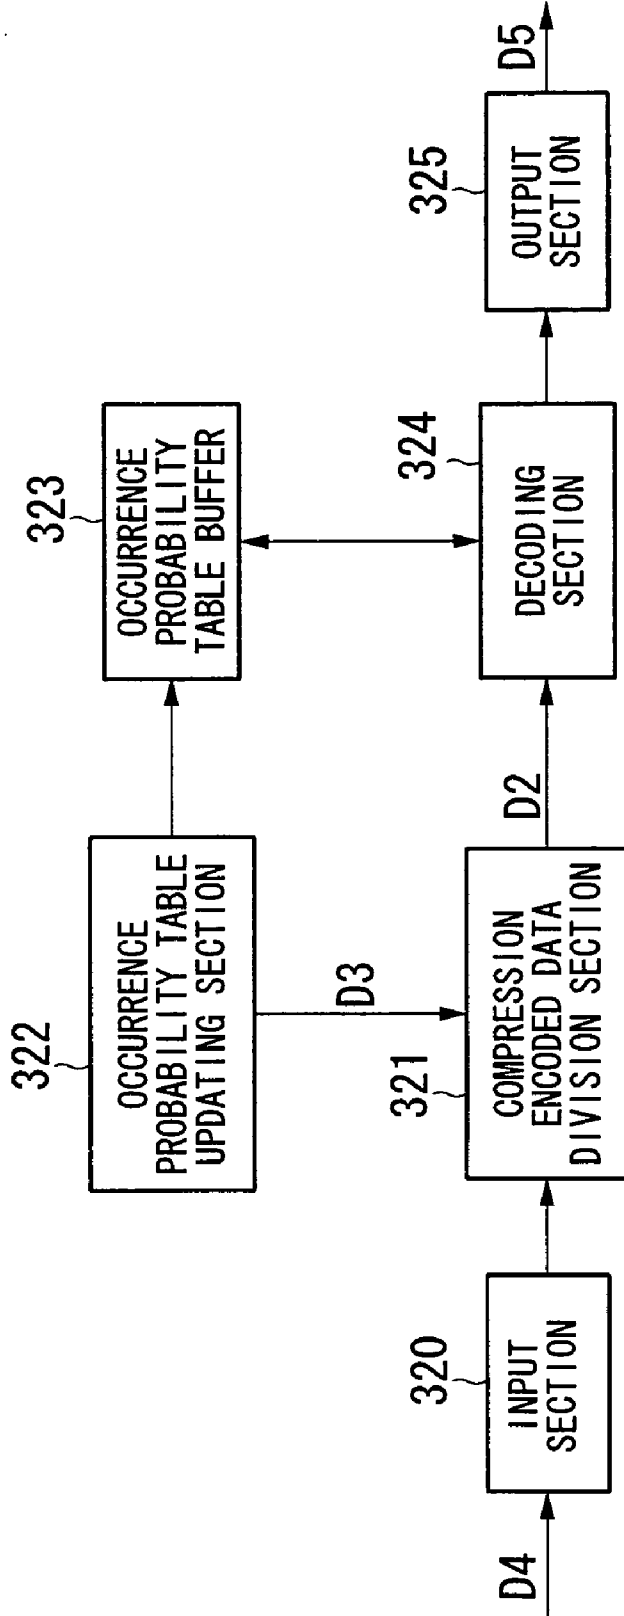 322
OCCURRENCE
PROBABILITY TABLE
UPDATING SECTION
323
OCCURRENCE
PROBABILITY
TABLE BUFFER
D3
D4
320
INPUT
SECTION
321
COMPRESSION
ENCODED DATA
DIVISION SECTION
D2
324
DECODING
SECTION
325
OUTPUT
SECTION
D5